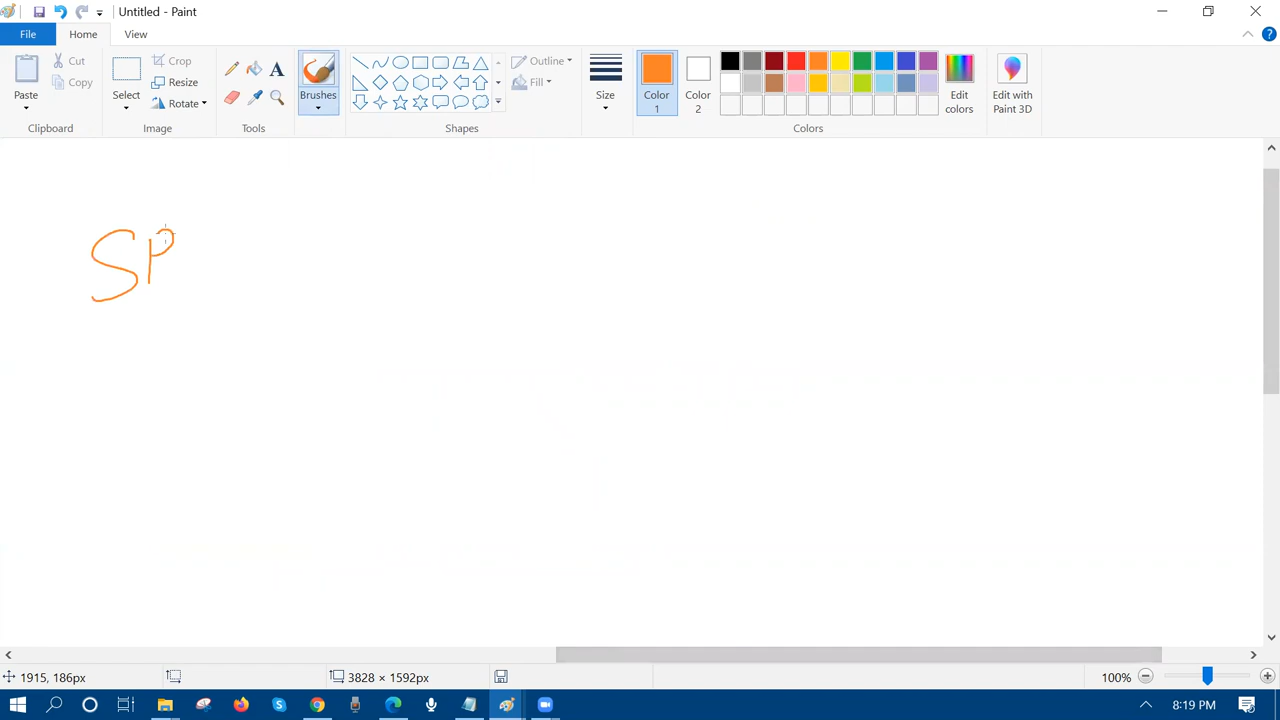 Untitled - Paint
File Home View
Paste
Cut
Copy
Clipboard
Select
Crop
Resize
Rotate
Image
A
Tools
Brushes
Outline
Fill
Shapes
Size
Color 1
Color 2
Edit colors
Colors
Edit with Paint 3D
SP
1915, 186px
3828 × 1592px
100%
8:19 PM